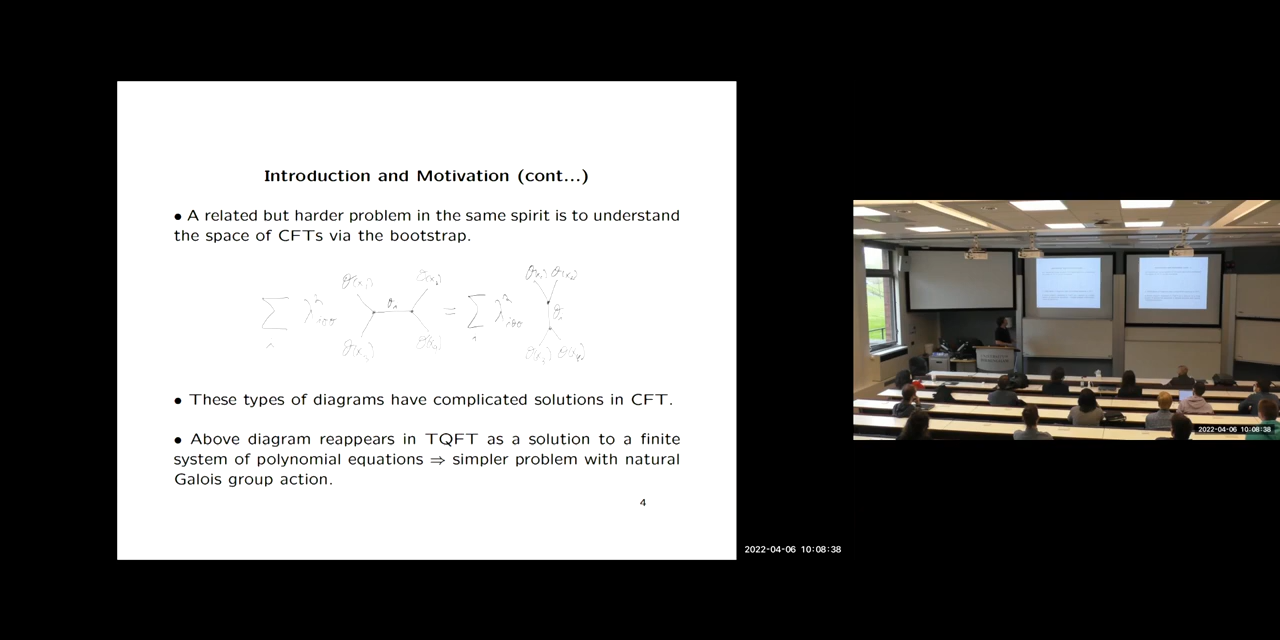 Introduction and Motivation (cont...)
• A related but harder problem in the same spirit is to understand
the space of CFTs via the bootstrap.
• These types of diagrams have complicated solutions in CFT.
• Above diagram reappears in TQFT as a solution to a finite
system of polynomial equations ⇒ simpler problem with natural
Galois group action.
4
2022-04-06 10:08:38
2022-04-06 10:08:38